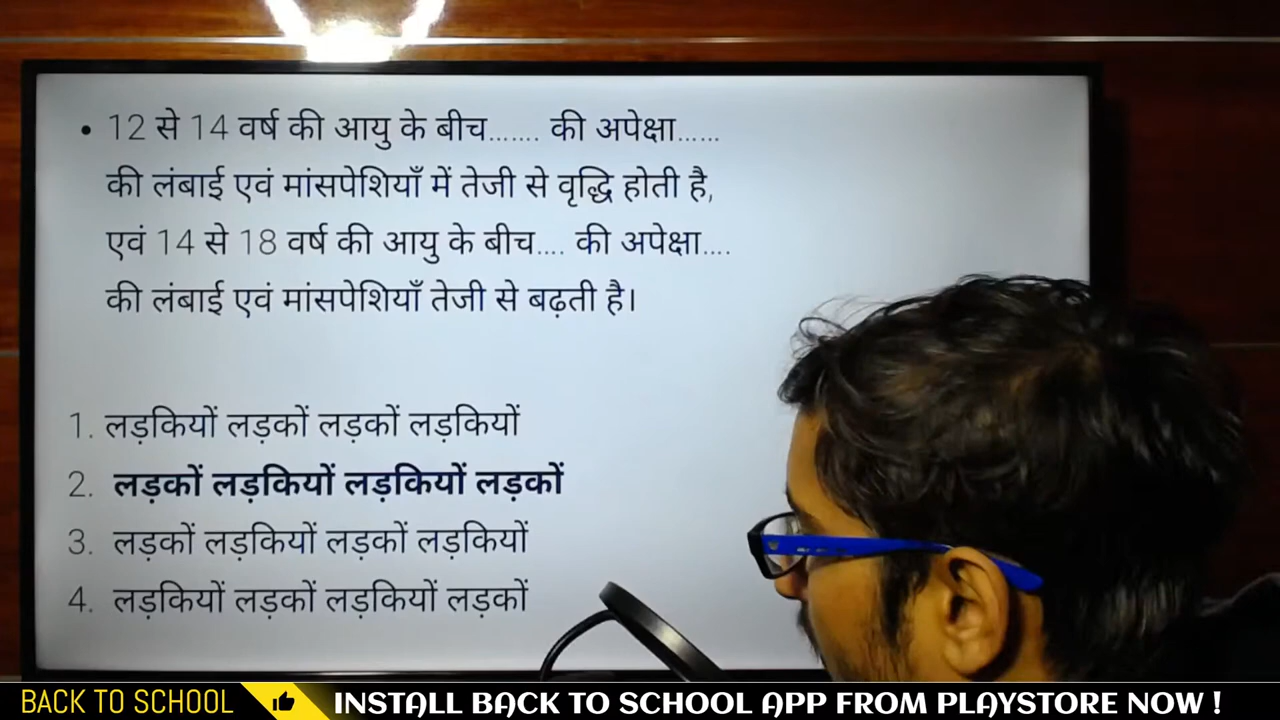 • 12 से 14 वर्ष की आयु के बीच....... की अपेक्षा......
की लंबाई एवं मांसपेशियाँ में तेजी से वृद्धि होती है,
एवं 14 से 18 वर्ष की आयु के बीच.... की अपेक्षा....
की लंबाई एवं मांसपेशियाँ तेजी से बढ़ती है।
1. लड़कियों लड़कों लड़कों लड़कियों
2. लड़कों लड़कियों लड़कियों लड़कों
3. लड़कों लड़कियों लड़कों लड़कियों
4. लड़कियों लड़कों लड़कियों लड़कों
BACK TO SCHOOL INSTALL BACK TO SCHOOL APP FROM PLAYSTORE NOW !